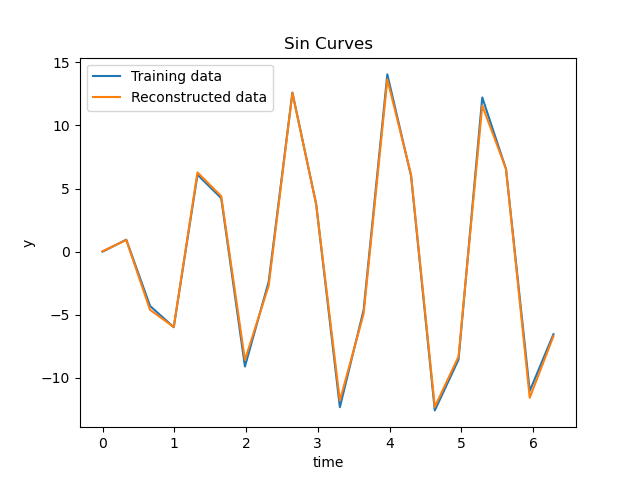 Sin Curves
Training data
Reconstructed data
15
10
5
0
−5
−10
y
0 1 2 3 4 5 6
time